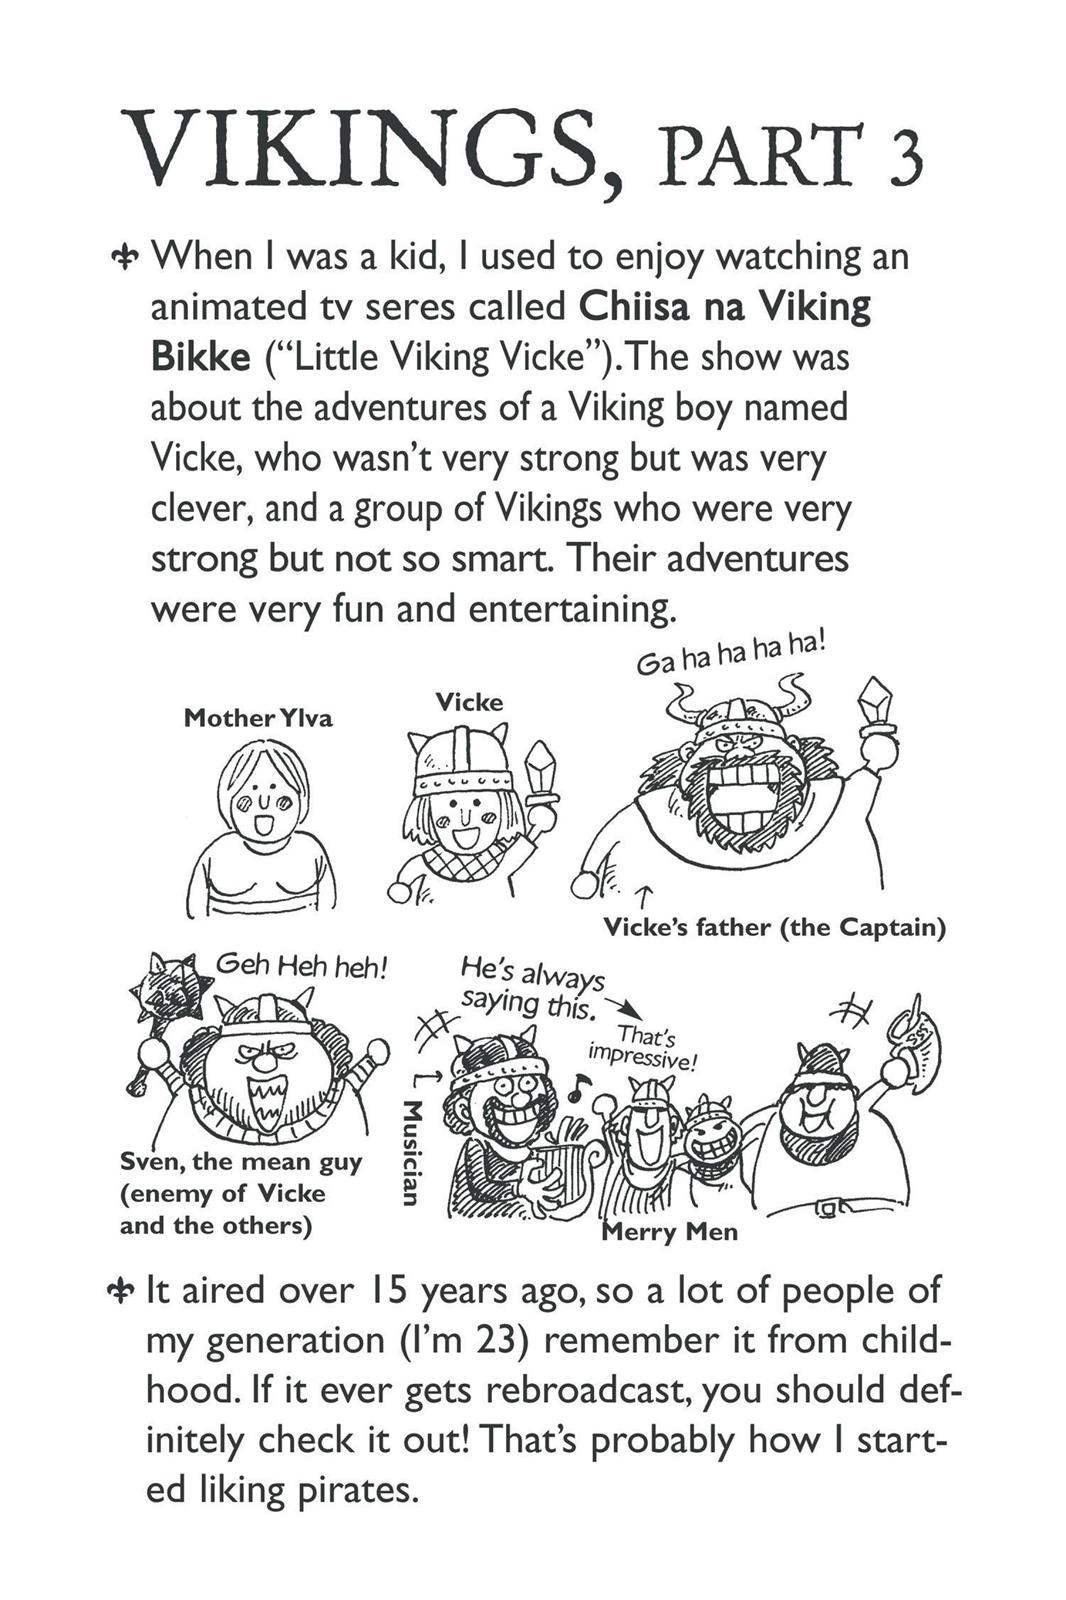 VIKINGS, PART 3
When I was a kid, I used to enjoy watching an
animated tv seres called Chiisa na Viking
Bikke (“Little Viking Vicke”). The show was
about the adventures of a Viking boy named
Vicke, who wasn’t very strong but was very
clever, and a group of Vikings who were very
strong but not so smart. Their adventures
were very fun and entertaining.
Ga ha ha ha ha!
Mother Ylva
Vicke
Vicke’s father (the Captain)
Geh Heh heh!
He’s always
saying this.
That’s
impressive!
Musician
Sven, the mean guy
(enemy of Vicke
and the others)
Merry Men
It aired over 15 years ago, so a lot of people of
my generation (I’m 23) remember it from child-
hood. If it ever gets rebroadcast, you should def-
initely check it out! That’s probably how I start-
ed liking pirates.